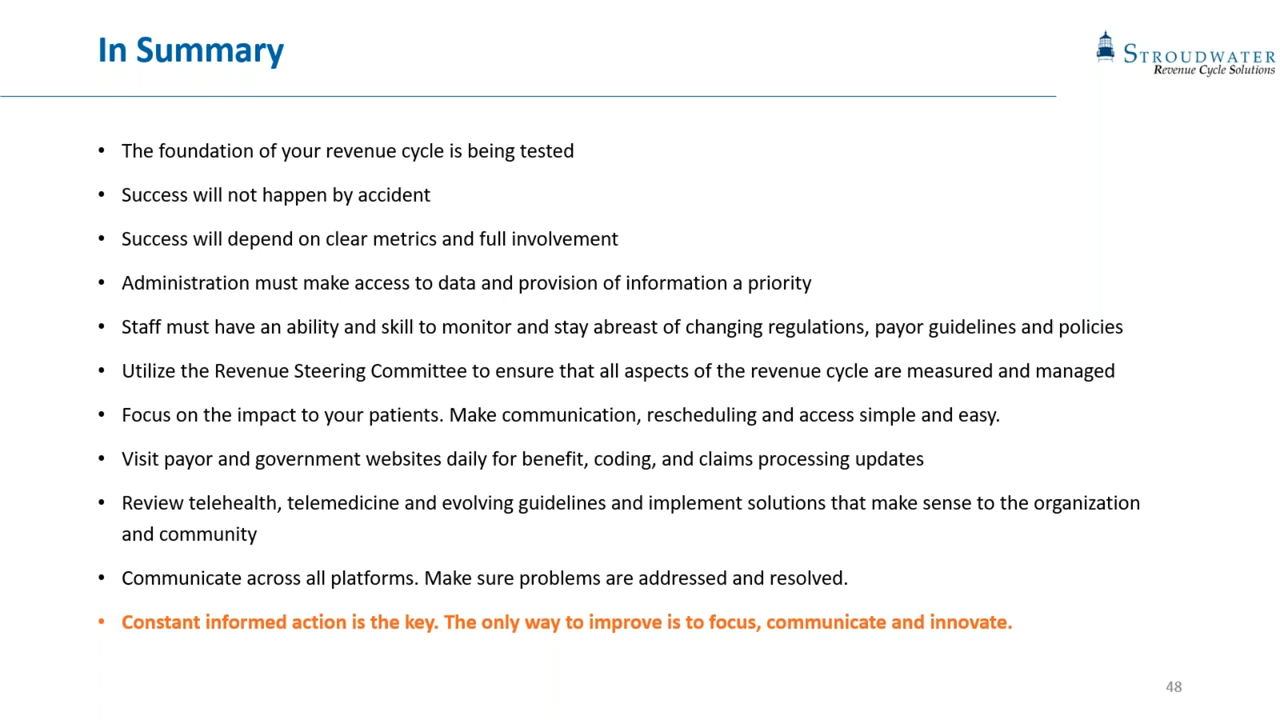 In Summary
STROUDWATER
Revenue Cycle Solutions
• The foundation of your revenue cycle is being tested
• Success will not happen by accident
• Success will depend on clear metrics and full involvement
• Administration must make access to data and provision of information a priority
• Staff must have an ability and skill to monitor and stay abreast of changing regulations, payor guidelines and policies
• Utilize the Revenue Steering Committee to ensure that all aspects of the revenue cycle are measured and managed
• Focus on the impact to your patients. Make communication, rescheduling and access simple and easy.
• Visit payor and government websites daily for benefit, coding, and claims processing updates
• Review telehealth, telemedicine and evolving guidelines and implement solutions that make sense to the organization
and community
• Communicate across all platforms. Make sure problems are addressed and resolved.
• Constant informed action is the key. The only way to improve is to focus, communicate and innovate.
48